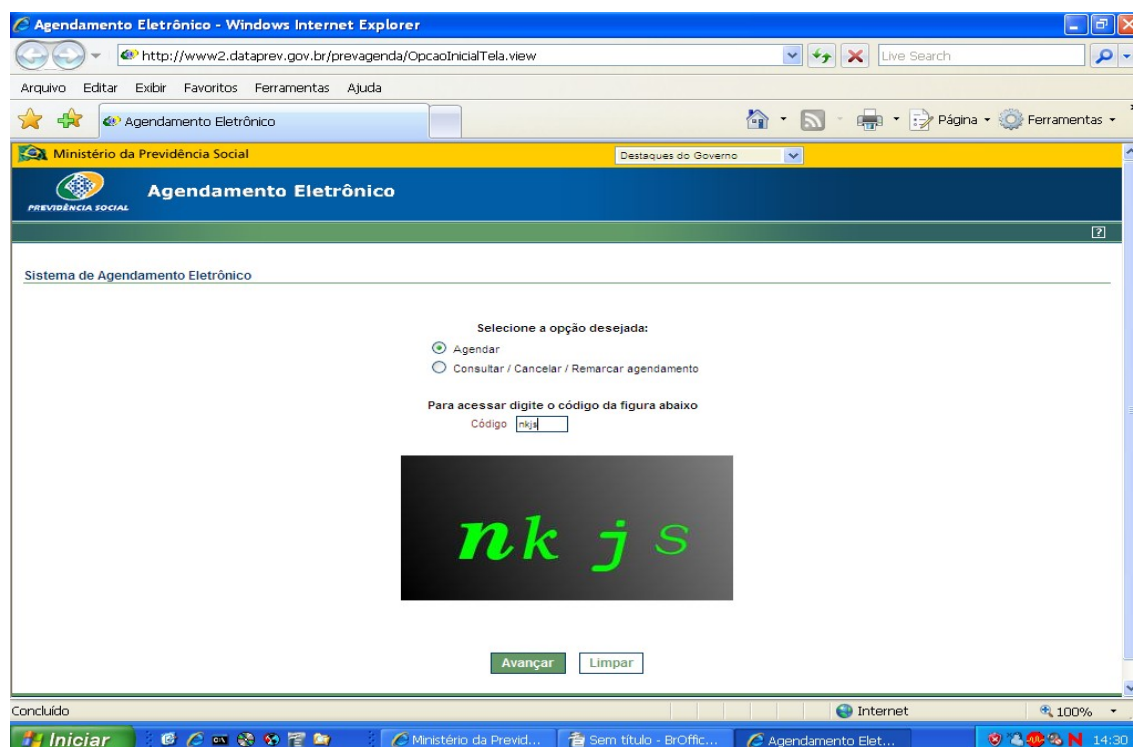 Agendamento Eletrônico - Windows Internet Explorer
http://www2.dataprev.gov.br/prevagenda/OpcaoInicialTela.view
Live Search
Arquivo Editar Exibir Favoritos Ferramentas Ajuda
Agendamento Eletrônico
Página
Ferramentas
Ministério da Previdência Social
Destaques do Governo
PREVIDÊNCIA SOCIAL
Agendamento Eletrônico
?
Sistema de Agendamento Eletrônico
Selecione a opção desejada:
Agendar
Consultar / Cancelar / Remarcar agendamento
Para acessar digite o código da figura abaixo
Código nkjs
nkjs
Avançar Limpar
Concluído
Internet
100%
Iniciar
Ministério da Previd...
Sem título - BrOffic...
Agendamento Elet...
N
14:30